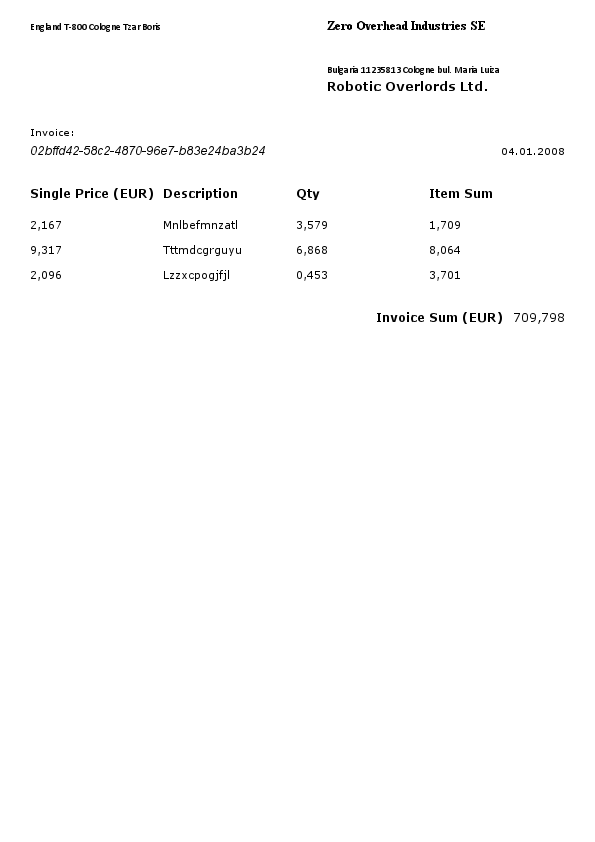 England T-800 Cologne Tzar Boris
Zero Overhead Industries SE
Bulgaria 11235813 Cologne bul. Maria Luiza
Robotic Overlords Ltd.
Invoice:
02bffd42-58c2-4870-96e7-b83e24ba3b24 04.01.2008
Single Price (EUR) Description Qty Item Sum
2,167 Mnlbefmnzatl 3,579 1,709
9,317 Tttmdcgrguyu 6,868 8,064
2,096 Lzzxcpogjfjl 0,453 3,701
Invoice Sum (EUR) 709,798